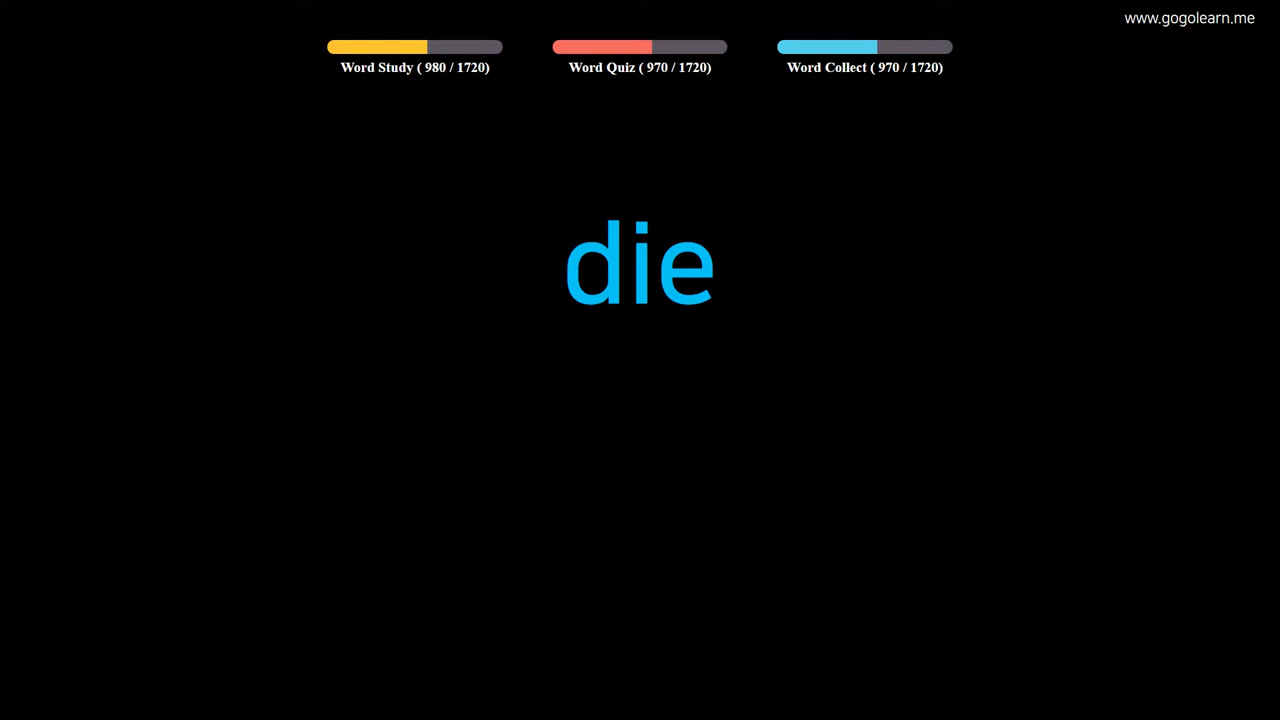 www.gogolearn.me
Word Study ( 980 / 1720)
Word Quiz ( 970 / 1720)
Word Collect ( 970 / 1720)
die